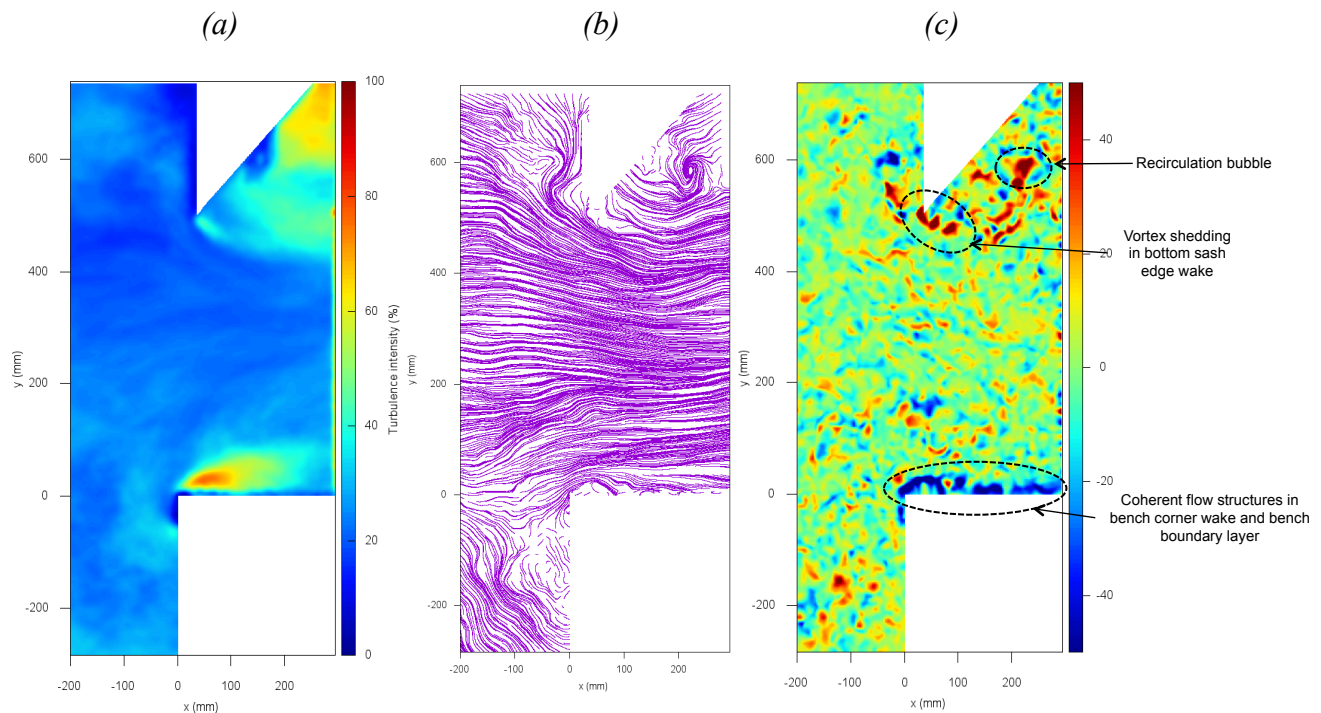 (a)
(b)
(c)
100
80
60
40
20
0
Turbulence intensity (%)
600
400
200
0
-200
y (mm)
-200
-100
0
100
200
x (mm)
600
400
200
0
-200
y (mm)
-200
-100
0
100
200
x (mm)
600
400
200
0
-200
y (mm)
-200
-100
0
100
200
x (mm)
40
20
0
-20
-40
Recirculation bubble
Vortex shedding
in bottom sash
edge wake
Coherent flow structures in
bench corner wake and bench
boundary layer